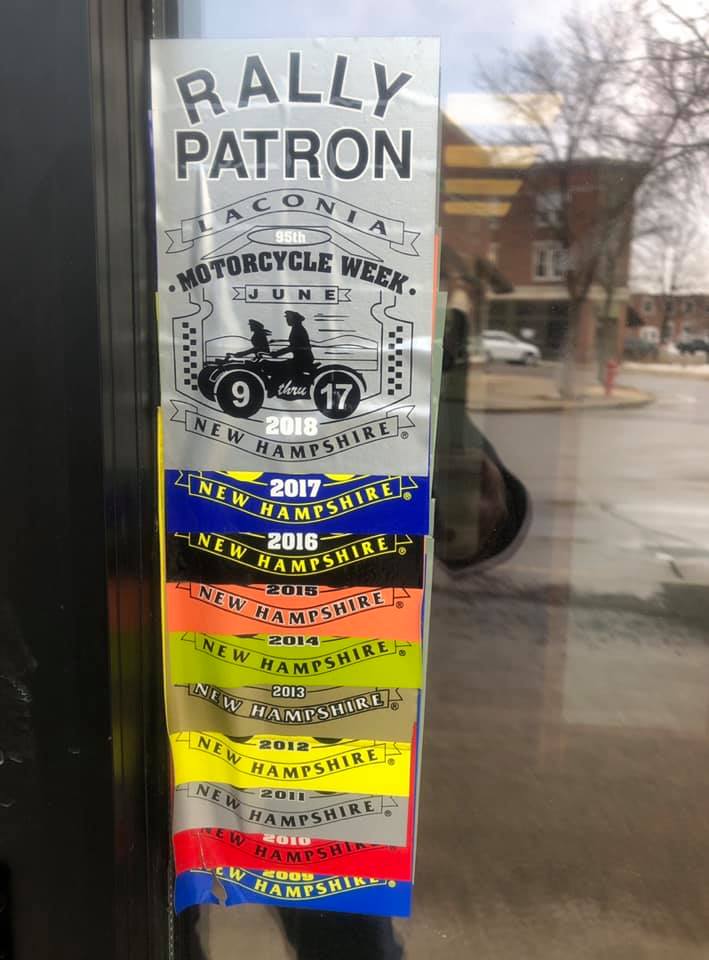 RALLY
PATRON
LACONIA
95th
MOTORCYCLE WEEK
JUNE
9 thru 17
2018
NEW HAMPSHIRE®
2017
NEW HAMPSHIRE®
2016
NEW HAMPSHIRE®
2015
NEW HAMPSHIRE®
2014
NEW HAMPSHIRE®
2013
NEW HAMPSHIRE®
2012
NEW HAMPSHIRE®
2011
NEW HAMPSHIRE®
2010
NEW HAMPSHIRE
2009
NEW HAMPSHIRE®